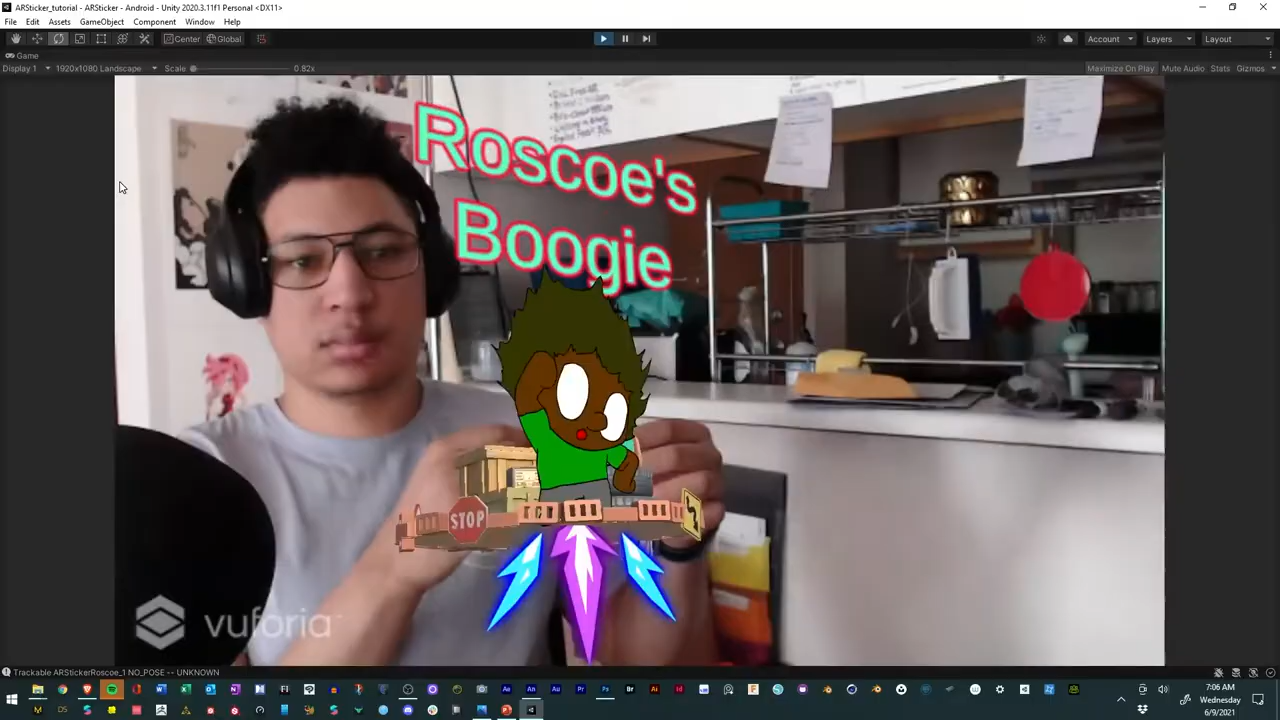 ARSticker_tutorial - ARSticker - Android - Unity 2020.3.11f1 Personal <DX11>
File Edit Assets GameObject Component Window Help
Center Global Account Layers Layout
Game
Display 1 1920x1080 Landscape Scale 0.82x Maximize On Play Mute Audio Stats Gizmos
Roscoe's
Boogie
STOP
vuforia
Trackable ARStickerRoscoe_1 NO_POSE -- UNKNOWN
7:06 AM
Wednesday
6/9/2021